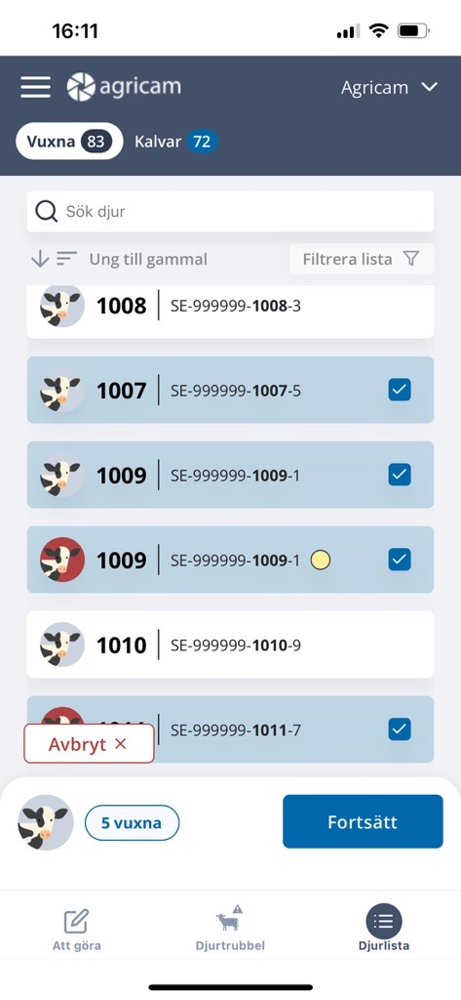 16:11
agricam
Agricam
Vuxna 83
Kalvar 72
Sök djur
Ung till gammal
Filtrera lista
1008 SE-999999-1008-3
1007 SE-999999-1007-5
1009 SE-999999-1009-1
1009 SE-999999-1009-1
1010 SE-999999-1010-9
SE-999999-1011-7
Avbryt ×
5 vuxna
Fortsätt
Att göra
Djurtrubbel
Djurlista